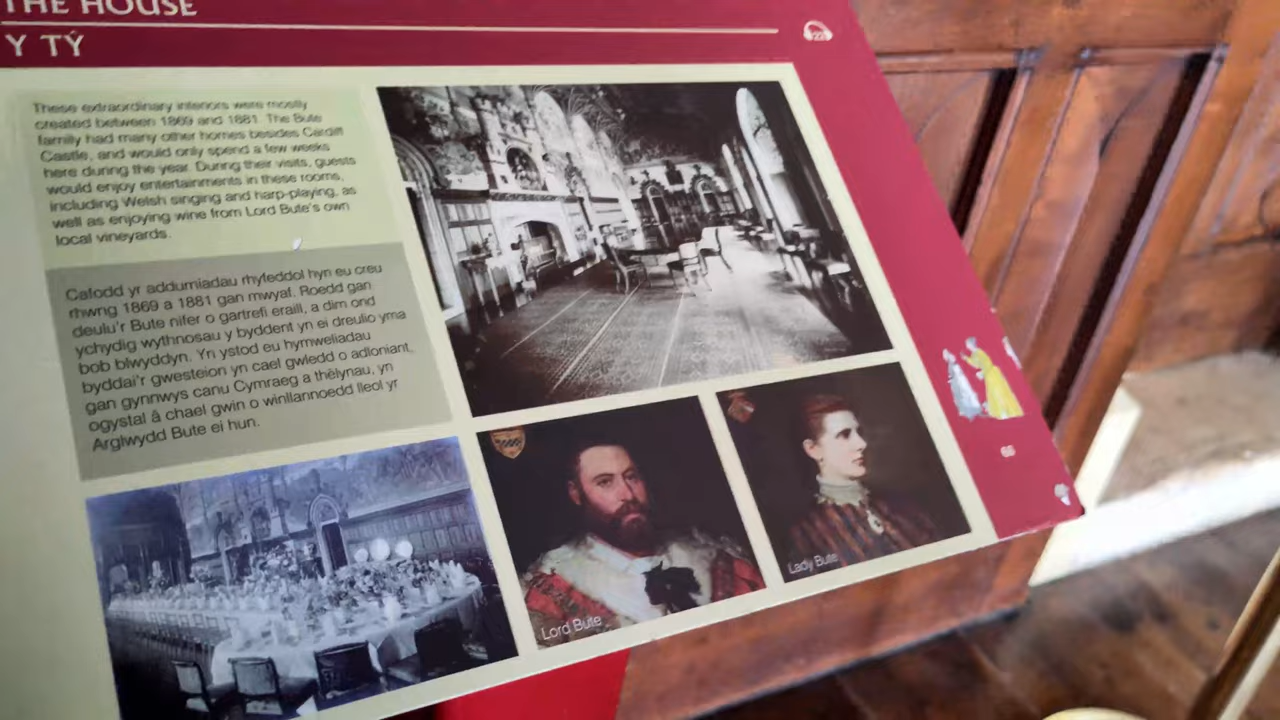 THE HOUSE
Y TŶ
These extraordinary interiors were mostly
created between 1869 and 1881. The Bute
family had many other homes besides Cardiff
Castle, and would only spend a few weeks
here during the year. During their visits, guests
would enjoy entertainments in these rooms,
including Welsh singing and harp-playing, as
well as enjoying wine from Lord Bute's own
local vineyards.
Cafodd yr addurniadau rhyfeddol hyn eu creu
rhwng 1869 a 1881 gan mwyaf. Roedd gan
deulu'r Bute nifer o gartrefi eraill, a dim ond
ychydig wythnosau y byddent yn ei dreulio yma
bob blwyddyn. Yn ystod eu hymweliadau
byddai'r gwesteion yn cael gwledd o adloniant,
gan gynnwys canu Cymraeg a thèlynau, yn
ogystal â chael gwin o winllannoedd lleol yr
Arglwydd Bute ei hun.
Lord Bute
Lady Bute